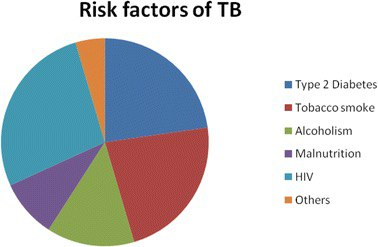 Risk factors of TB
Type 2 Diabetes
Tobacco smoke
Alcoholism
Malnutrition
HIV
Others